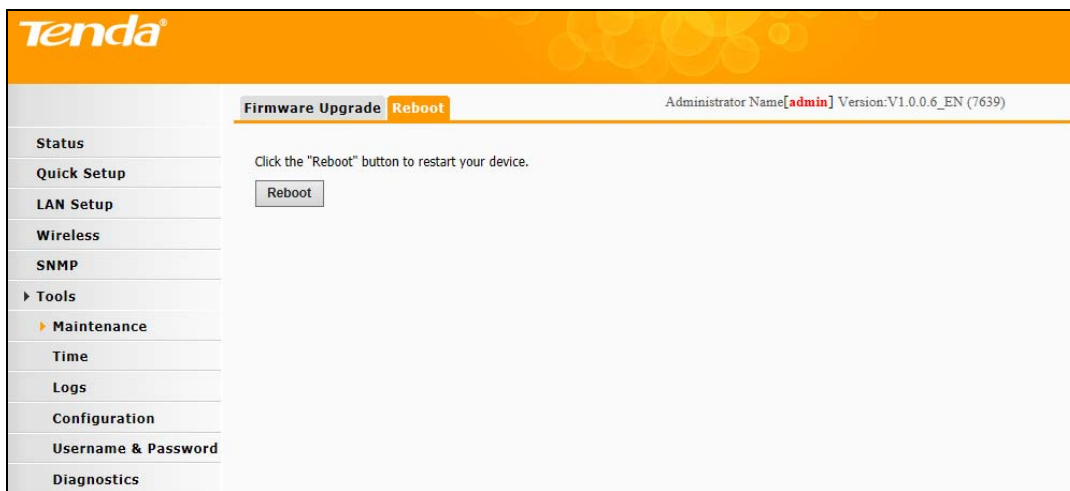 Tenda®
Firmware Upgrade Reboot Administrator Name[admin] Version:V1.0.0.6_EN (7639)
Status
Quick Setup
LAN Setup
Wireless
SNMP
Tools
Maintenance
Time
Logs
Configuration
Username & Password
Diagnostics
Click the "Reboot" button to restart your device.
Reboot